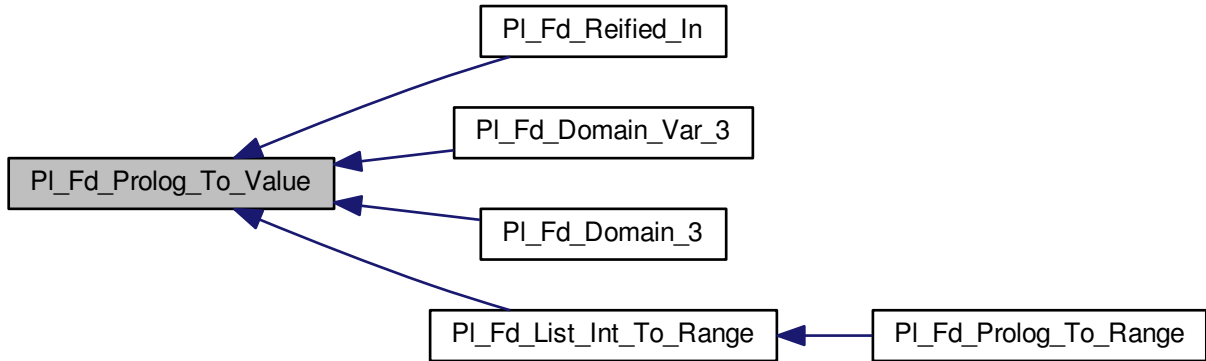 Pl_Fd_Reified_In
Pl_Fd_Domain_Var_3
Pl_Fd_Prolog_To_Value
Pl_Fd_Domain_3
Pl_Fd_List_Int_To_Range
Pl_Fd_Prolog_To_Range